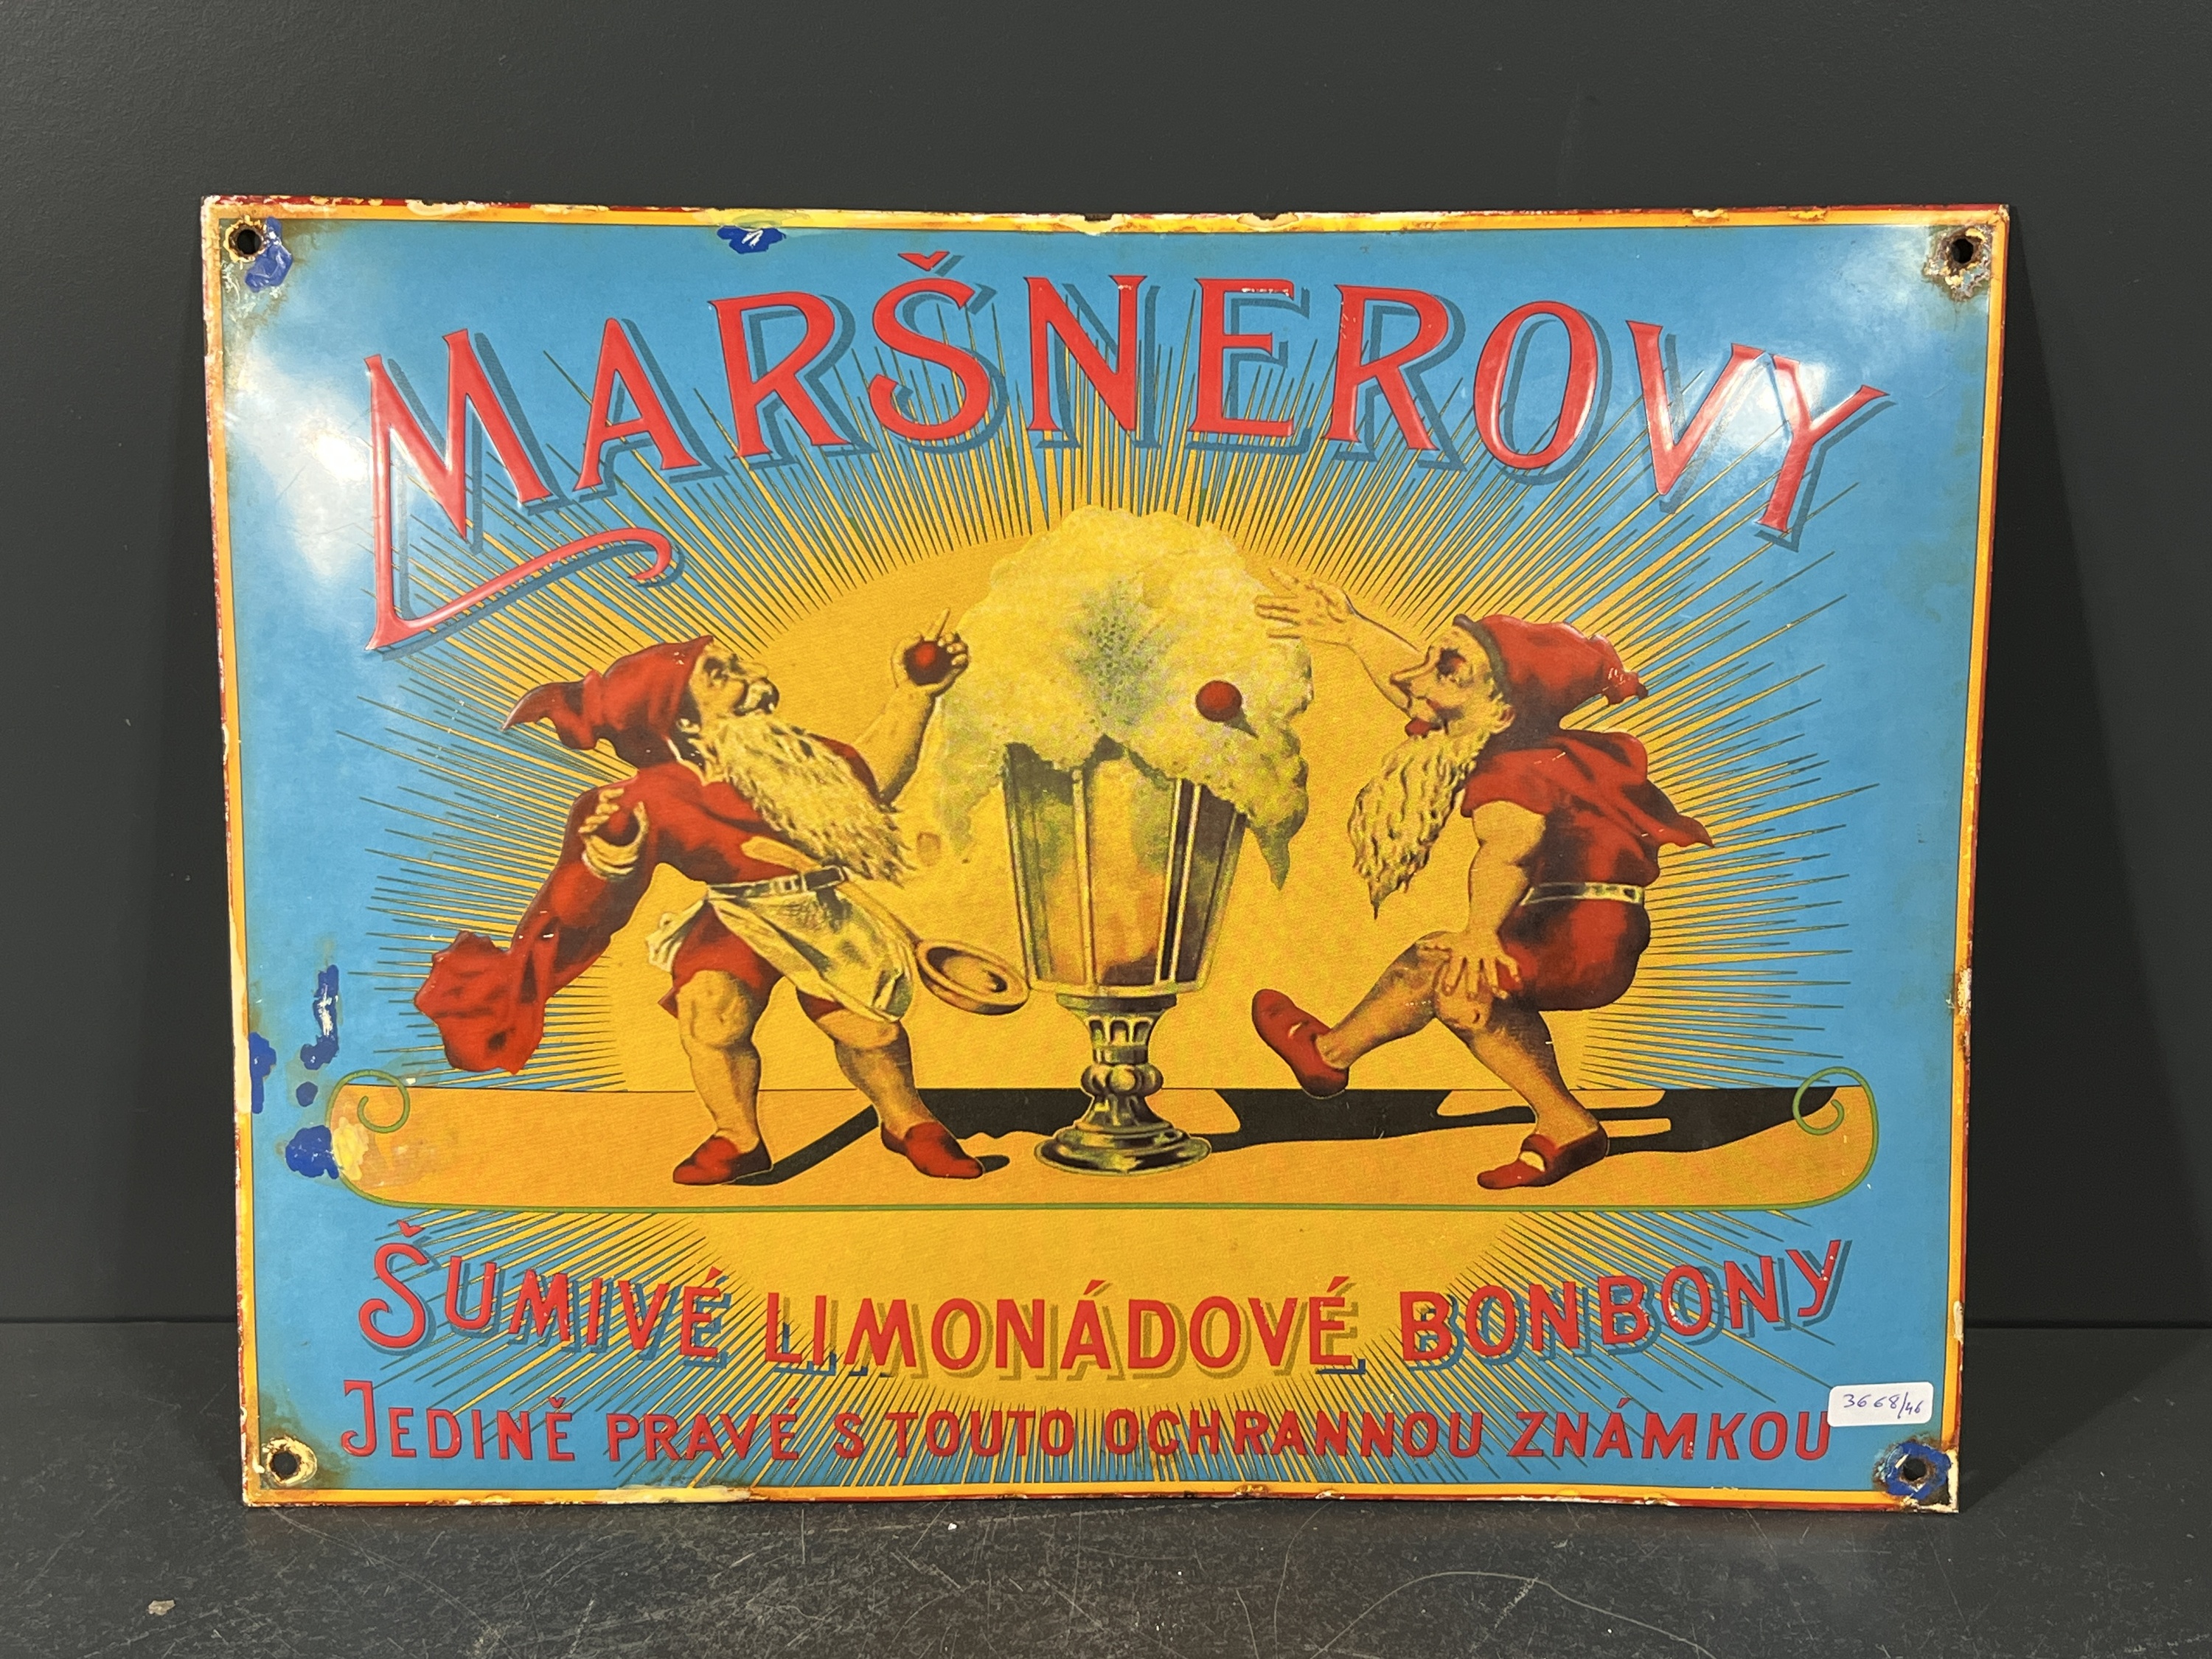 MARŠNEROVY
ŠUMIVÉ LIMONÁDOVÉ BONBONY
JEDINĚ PRAVÉ S TOUTO OCHRANNOU ZNÁMKOU
3668/46